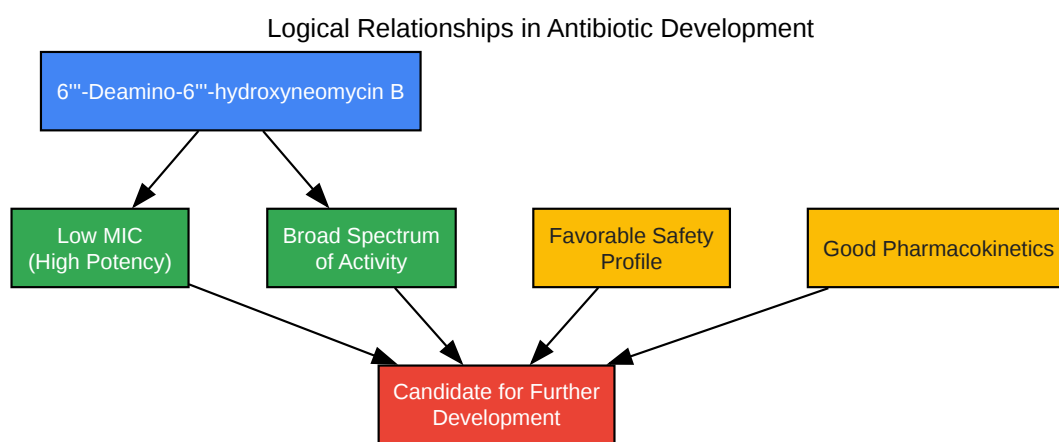 Logical Relationships in Antibiotic Development
6'''-Deamino-6'''-hydroxyneomycin B
Low MIC
(High Potency)
Broad Spectrum
of Activity
Favorable Safety
Profile
Good Pharmacokinetics
Candidate for Further
Development